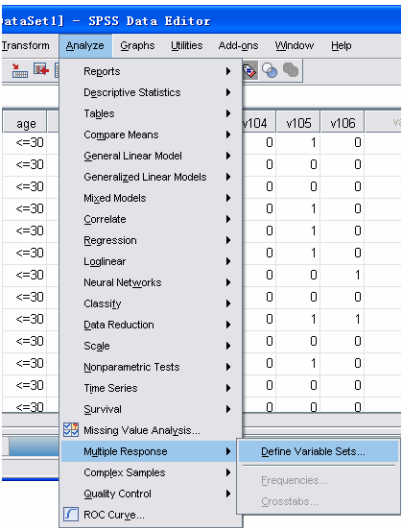 DataSet1] - SPSS Data Editor
Transform Analyze Graphs Utilities Add-ons Window Help
Reports
Descriptive Statistics
Tables
Compare Means
General Linear Model
Generalized Linear Models
Mixed Models
Correlate
Regression
Loglinear
Neural Networks
Classify
Data Reduction
Scale
Nonparametric Tests
Time Series
Survival
Missing Value Analysis...
Multiple Response
Complex Samples
Quality Control
ROC Curve...
Define Variable Sets...
Frequencies...
Crosstabs...
age v104 v105 v106
<=30 0 1 0
<=30 0 0 0
<=30 0 0 0
<=30 0 1 0
<=30 0 1 0
<=30 0 1 0
<=30 0 0 1
<=30 0 0 0
<=30 0 1 1
<=30 0 0 0
<=30 0 1 0
<=30 0 0 0
<=30 0 0 0